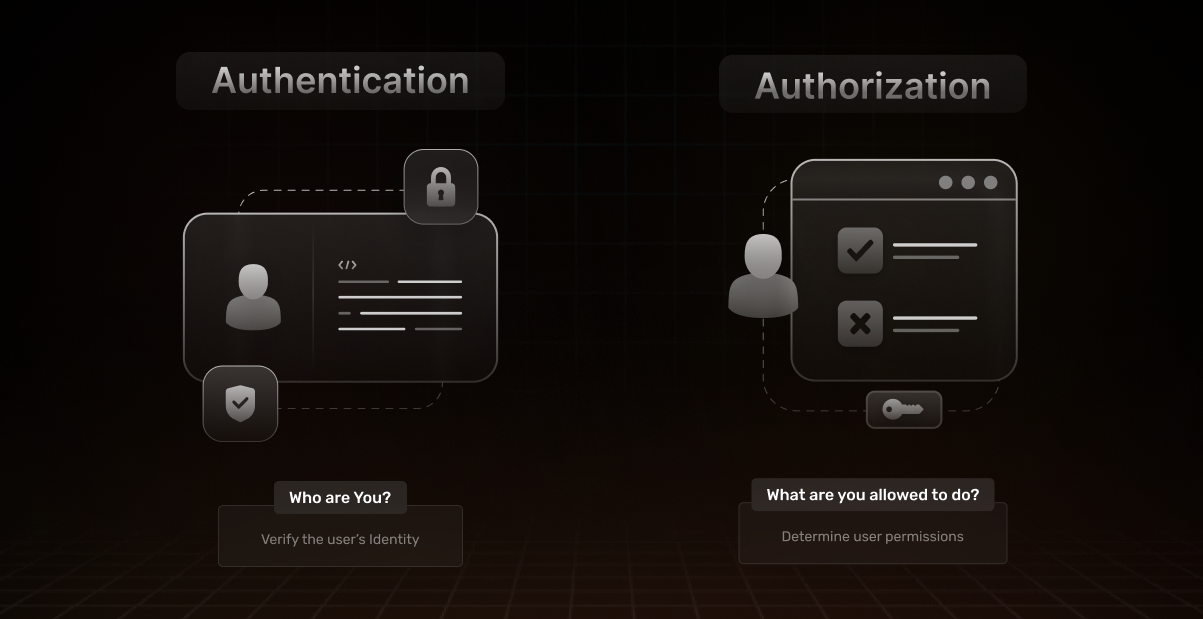 Authentication
Authorization
</>
Who are You?
Verify the user's Identity
What are you allowed to do?
Determine user permissions